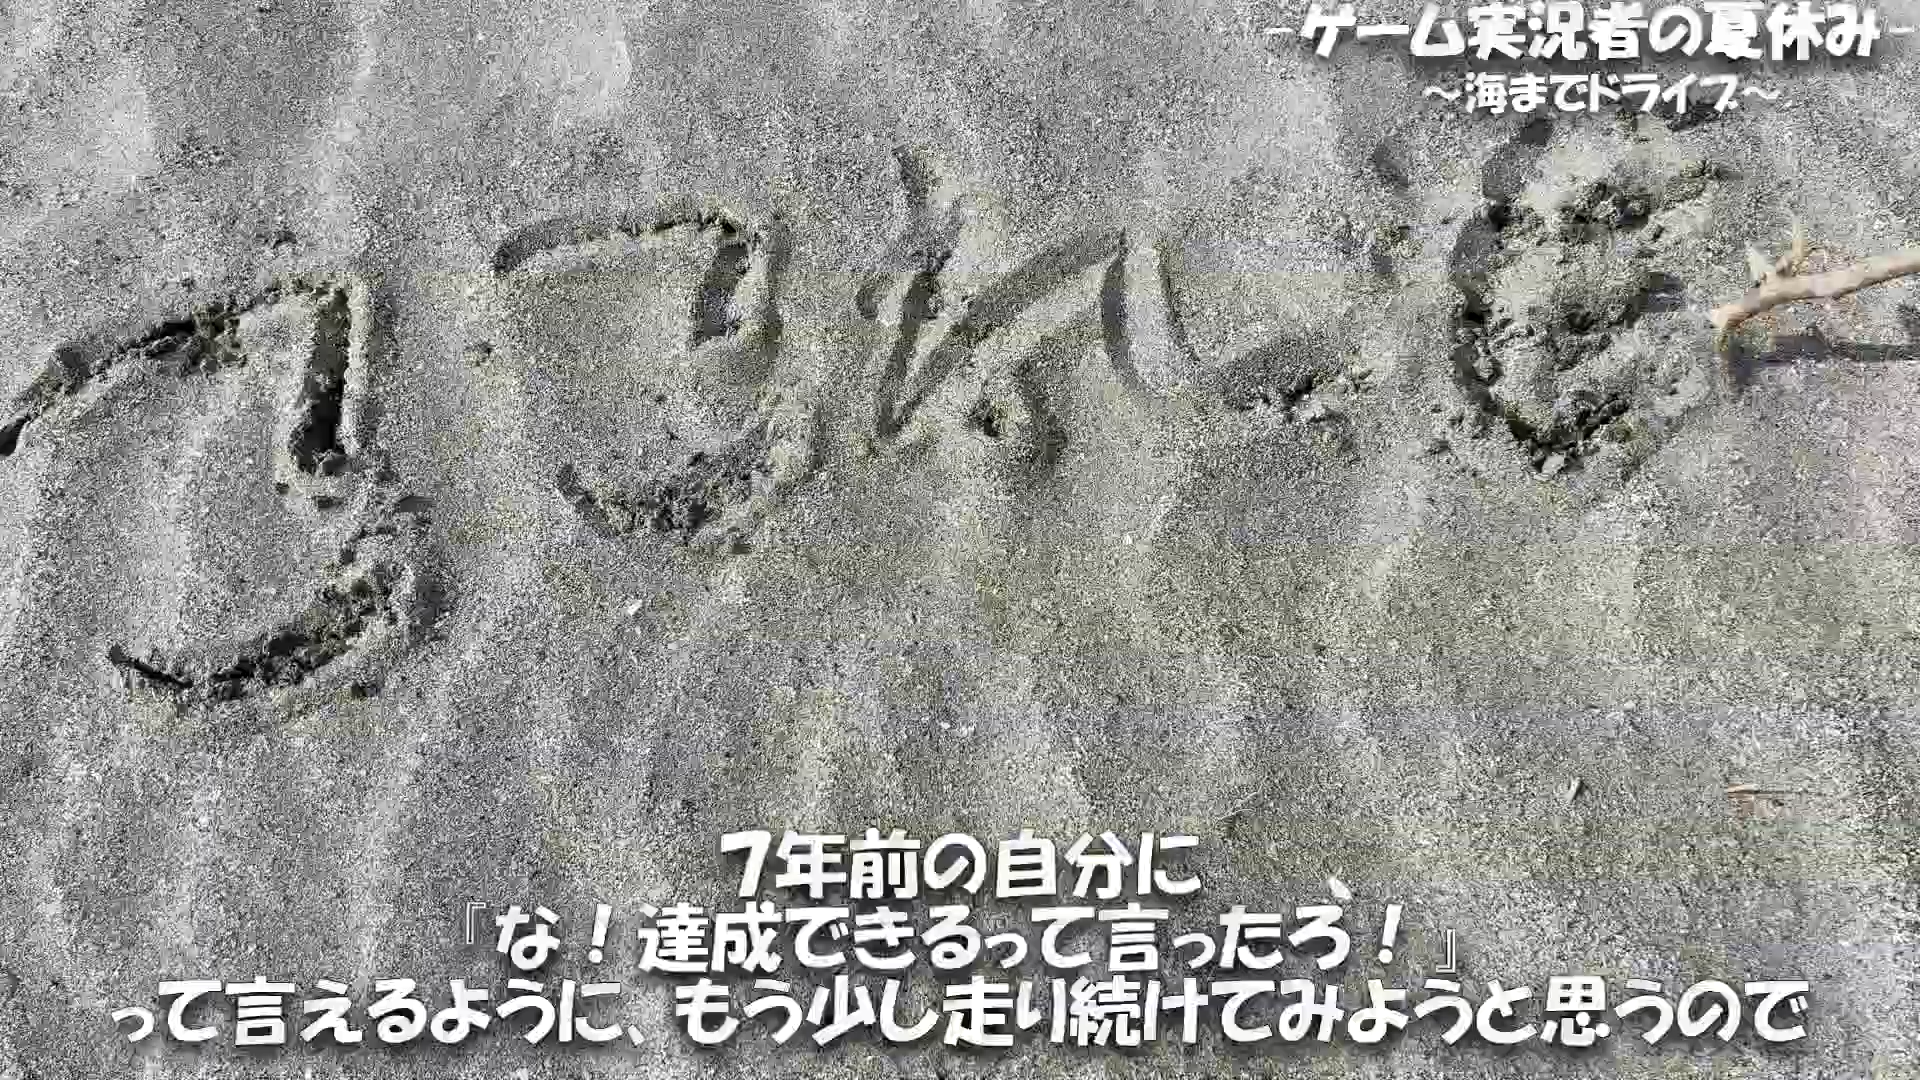 -ゲーム実況者の夏休み-
～海までドライブ～
7年前の自分に
『な！達成できるって言ったろ！』
って言えるように、もう少し走り続けてみようと思うので